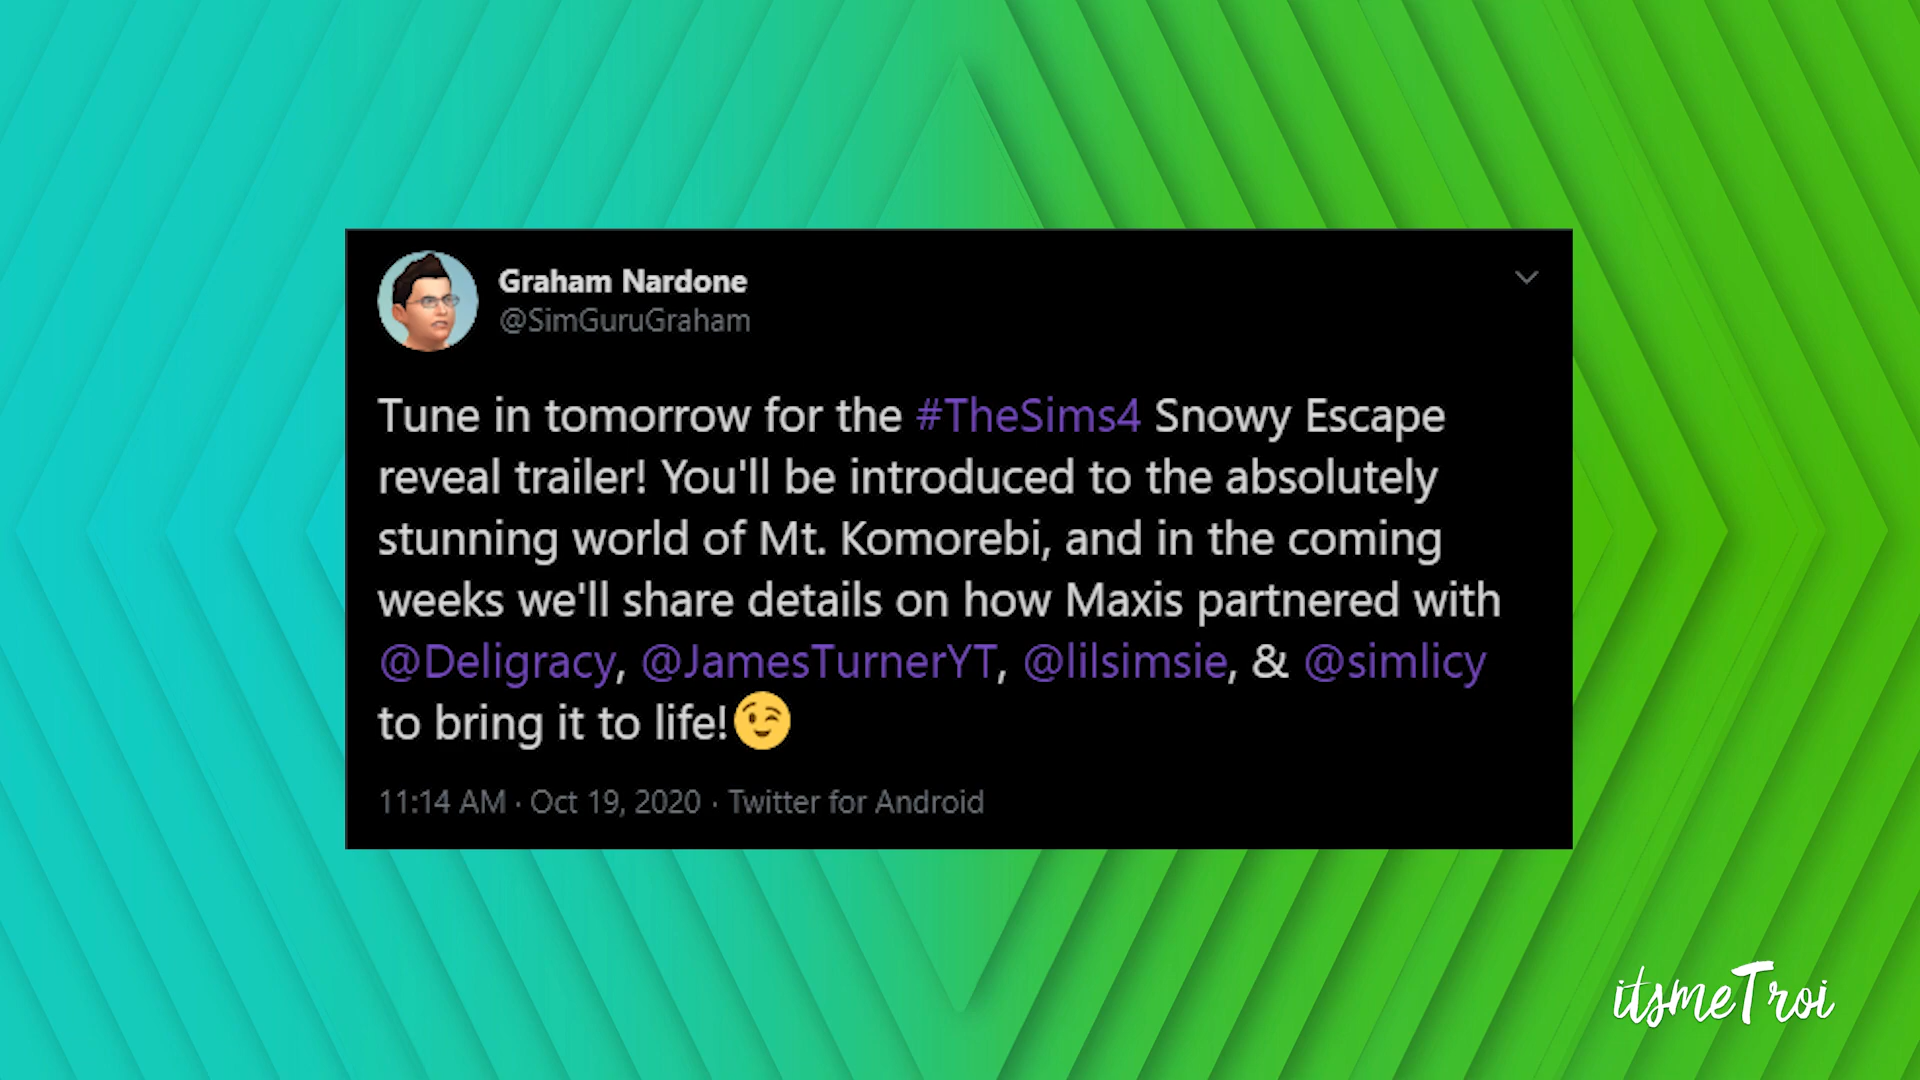 Graham Nardone
@SimGuruGraham
Tune in tomorrow for the #TheSims4 Snowy Escape
reveal trailer! You'll be introduced to the absolutely
stunning world of Mt. Komorebi, and in the coming
weeks we'll share details on how Maxis partnered with
@Deligracy, @JamesTurnerYT, @lilsimsie, & @simlicy
to bring it to life!😉
11:14 AM · Oct 19, 2020 · Twitter for Android
itsmeTroi